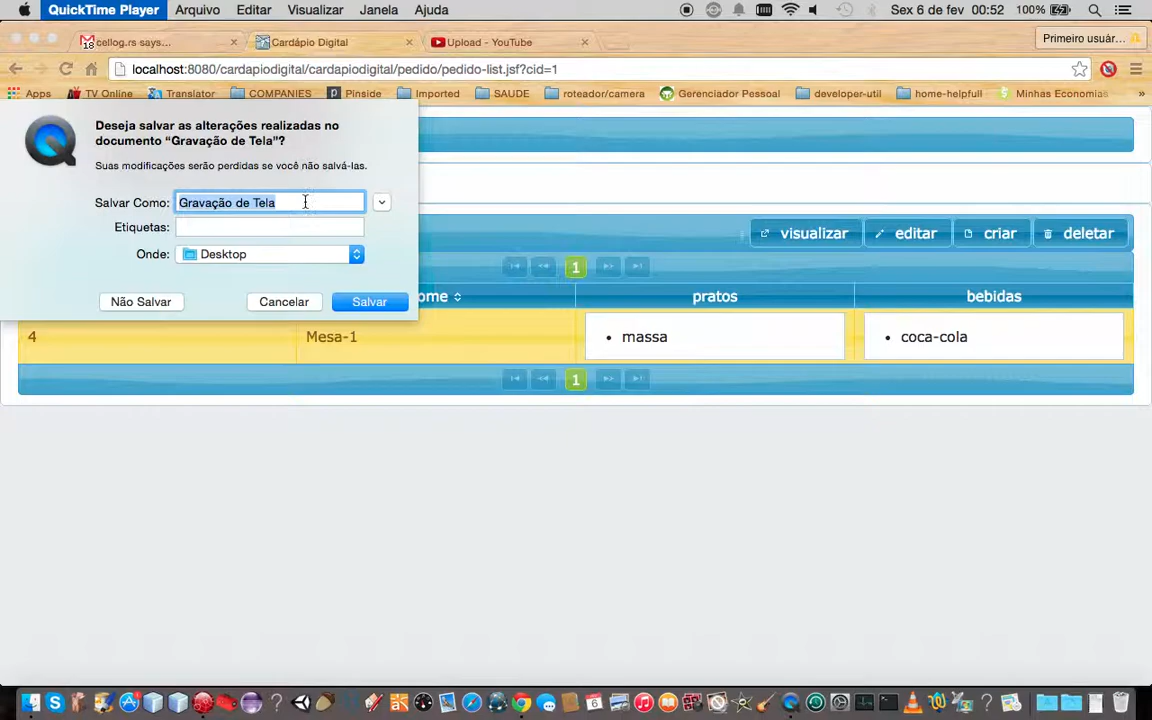 QuickTime Player Arquivo Editar Visualizar Janela Ajuda Sex 6 de fev 00:52 100%
18 cellog.rs says... Cardápio Digital Upload - YouTube Primeiro usuár...
localhost:8080/cardapiodigital/cardapiodigital/pedido/pedido-list.jsf?cid=1
Apps TV Online Translator COMPANIES Pinside Imported SAUDE roteador/camera Gerenciador Pessoal developer-util home-helpfull Minhas Economias »
Deseja salvar as alterações realizadas no
documento “Gravação de Tela”?
Suas modificações serão perdidas se você não salvá-las.
Salvar Como: Gravação de Tela
Etiquetas:
Onde: Desktop
Não Salvar Cancelar Salvar
visualizar editar criar deletar
1
ome pratos bebidas
4 Mesa-1 • massa • coca-cola
1